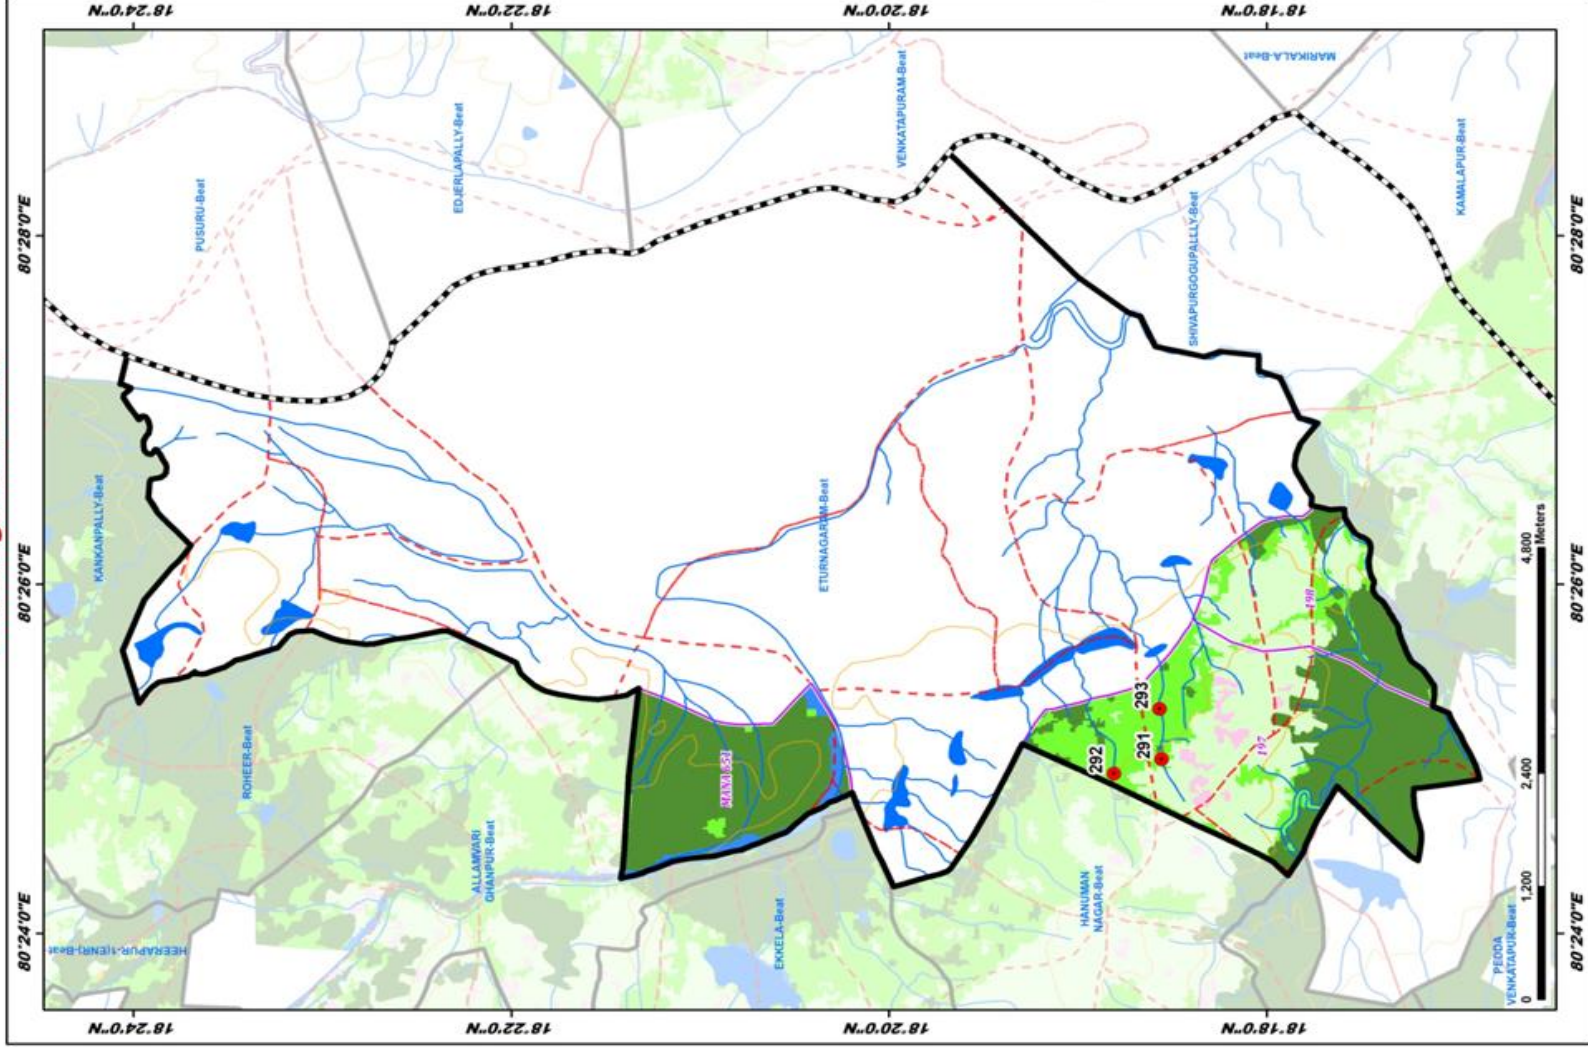 18°24'0"N
18°22'0"N
18°20'0"N
18°18'0"N
80°28'0"E
80°28'0"E
80°26'0"E
80°26'0"E
80°24'0"E
80°24'0"E
18°24'0"N
18°22'0"N
18°20'0"N
18°18'0"N
MARIKALA-Beat
VENKATAPURAM-Beat
EDJERLAPALLY-Beat
PUSURU-Beat
KAMALAPUR-Beat
SHIVAPURGOGUPALLLY-Beat
KANKANPALLY-Beat
ETURNAGARAM-Beat
ROHEER-Beat
ALLAMVARI
GHANPUR-Beat
EKKELA-Beat
HANUMAN
NAGAR-Beat
HEERAPUR-1(ENR)-Beat
PEDDA
VENKATAPUR-Beat
MANA 651
198
197
293
292
291
0
1,200
2,400
4,800
Meters